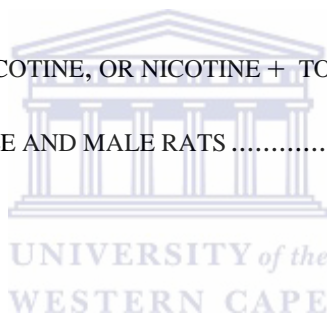 COTINE, OR NICOTINE + TO
E AND MALE RATS ............
UNIVERSITY of the
WESTERN CAPE